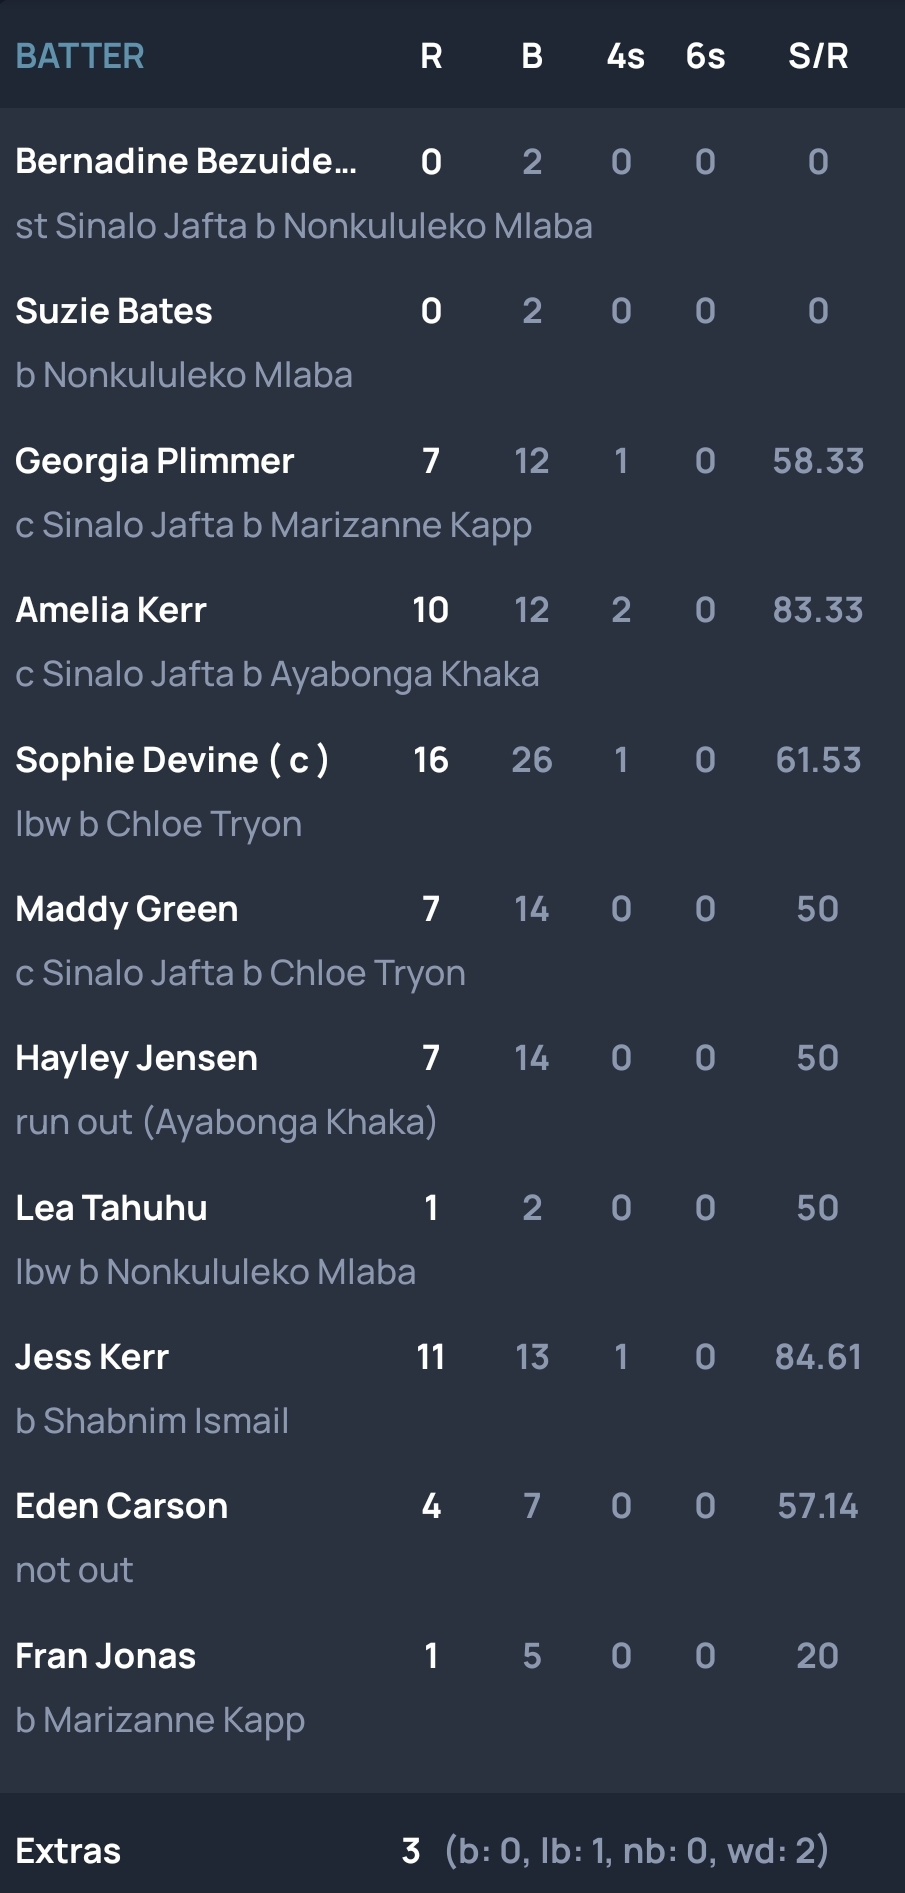 BATTER R B 4s 6s S/R
Bernadine Bezuide... 0 2 0 0 0
st Sinalo Jafta b Nonkululeko Mlaba
Suzie Bates 0 2 0 0 0
b Nonkululeko Mlaba
Georgia Plimmer 7 12 1 0 58.33
c Sinalo Jafta b Marizanne Kapp
Amelia Kerr 10 12 2 0 83.33
c Sinalo Jafta b Ayabonga Khaka
Sophie Devine ( c ) 16 26 1 0 61.53
lbw b Chloe Tryon
Maddy Green 7 14 0 0 50
c Sinalo Jafta b Chloe Tryon
Hayley Jensen 7 14 0 0 50
run out (Ayabonga Khaka)
Lea Tahuhu 1 2 0 0 50
lbw b Nonkululeko Mlaba
Jess Kerr 11 13 1 0 84.61
b Shabnim Ismail
Eden Carson 4 7 0 0 57.14
not out
Fran Jonas 1 5 0 0 20
b Marizanne Kapp
Extras 3 (b: 0, lb: 1, nb: 0, wd: 2)